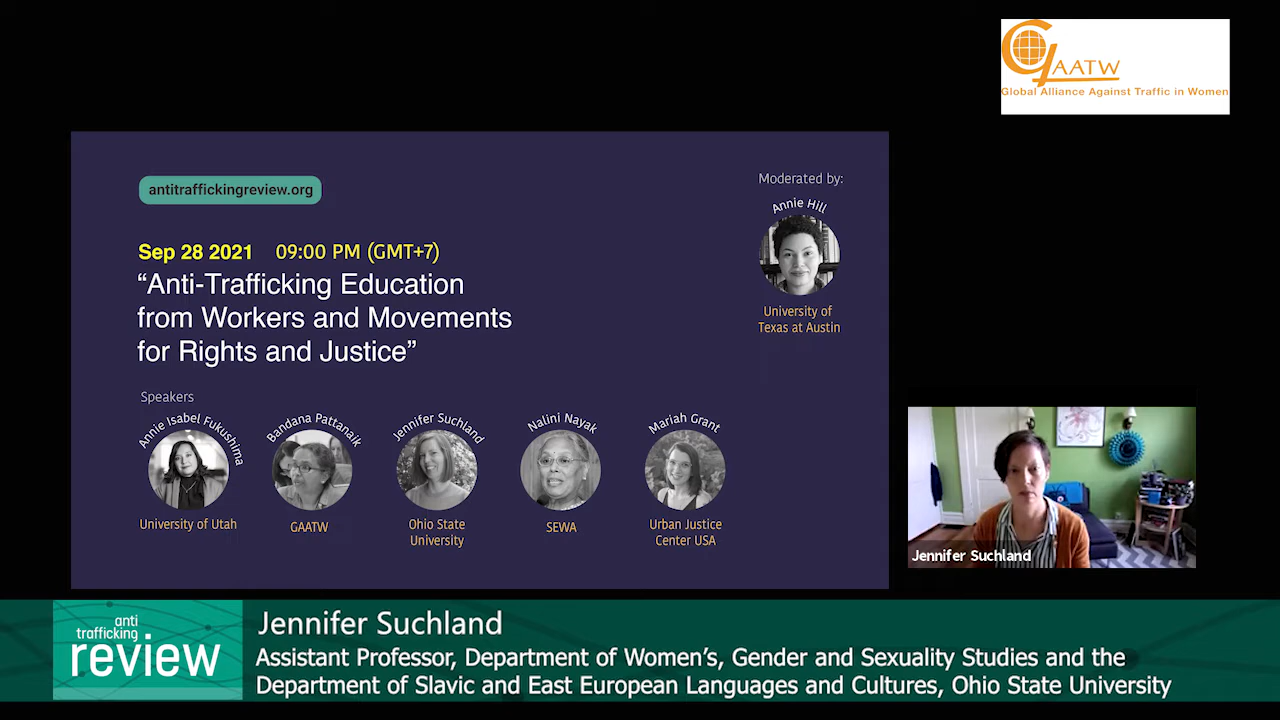 GAATW
Global Alliance Against Traffic in Women
antitraffickingreview.org
Moderated by:
Annie Hill
University of
Texas at Austin
Sep 28 2021 09:00 PM (GMT+7)
“Anti-Trafficking Education
from Workers and Movements
for Rights and Justice”
Speakers
Annie Isabel Fukushima
University of Utah
Bandana Pattanaik
GAATW
Jennifer Suchland
Ohio State
University
Nalini Nayak
SEWA
Mariah Grant
Urban Justice
Center USA
Jennifer Suchland
anti
trafficking
review
Jennifer Suchland
Assistant Professor, Department of Women's, Gender and Sexuality Studies and the
Department of Slavic and East European Languages and Cultures, Ohio State University